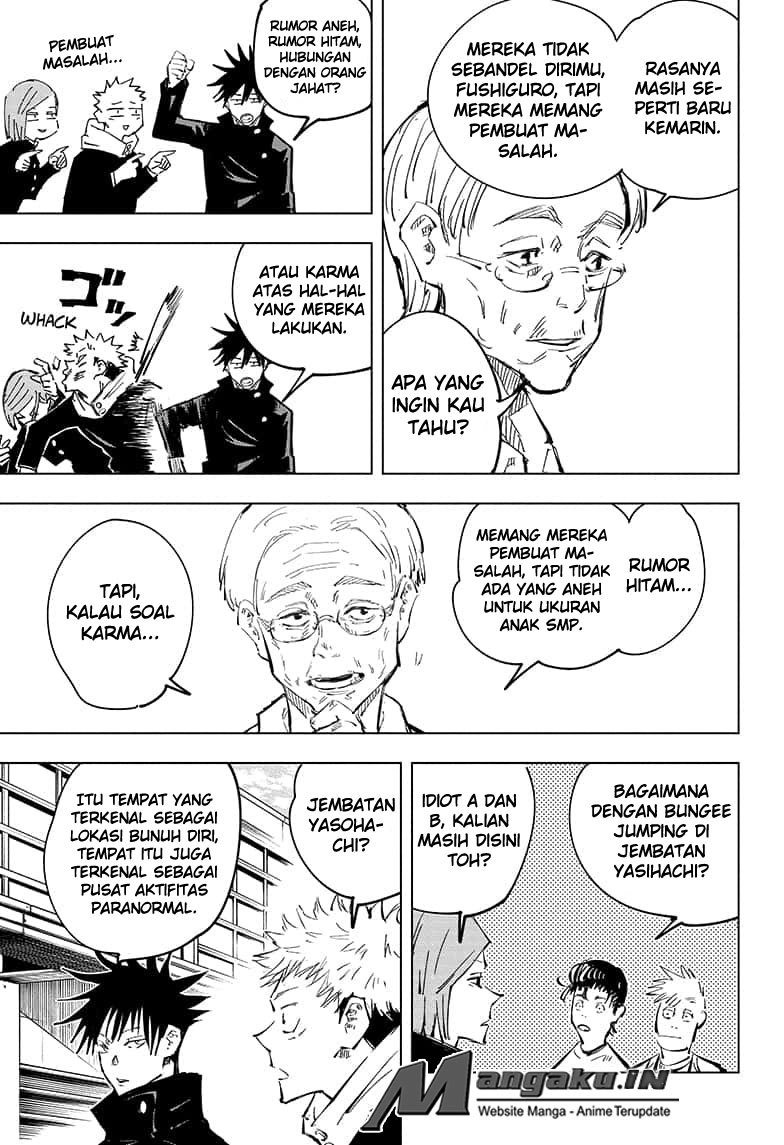 RASANYA
MASIH SE-
PERTI BARU
KEMARIN.
MEREKA TIDAK
SEBANDEL DIRIMU,
FUSHIGURO, TAPI
MEREKA MEMANG
PEMBUAT MA-
SALAH.
APA YANG
INGIN KAU
TAHU?
RUMOR ANEH,
RUMOR HITAM,
HUBUNGAN
DENGAN ORANG
JAHAT?
PEMBUAT
MASALAH...
ATAU KARMA
ATAS HAL-HAL
YANG MEREKA
LAKUKAN.
ゴッ
WHACK
RUMOR
HITAM...
MEMANG MEREKA
PEMBUAT MA-
SALAH, TAPI TIDAK
ADA YANG ANEH
UNTUK UKURAN
ANAK SMP.
TAPI,
KALAU SOAL
KARMA...
BAGAIMANA
DENGAN BUNGEE
JUMPING DI
JEMBATAN
YASIHACHI?
IDIOT A DAN
B, KALIAN
MASIH DISINI
TOH?
JEMBATAN
YASOHA-
CHI?
ITU TEMPAT YANG
TERKENAL SEBAGAI
LOKASI BUNUH DIRI,
TEMPAT ITU JUGA
TERKENAL SEBAGAI
PUSAT AKTIFITAS
PARANORMAL.
Mangaku.iN
Website Manga - Anime Terupdate